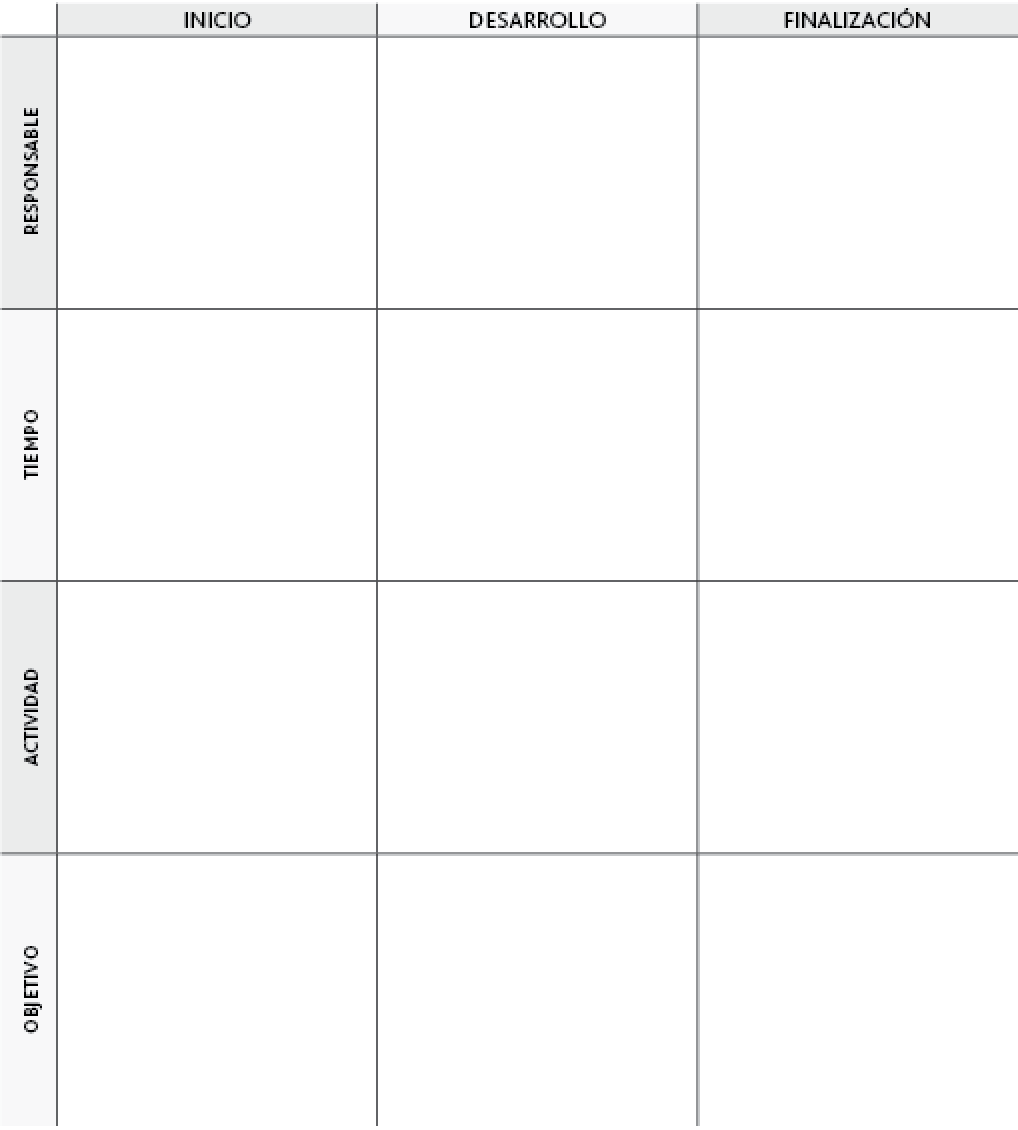 INICIO DESARROLLO FINALIZACIÓN
RESPONSABLE
TIEMPO
ACTIVIDAD
OBJETIVO